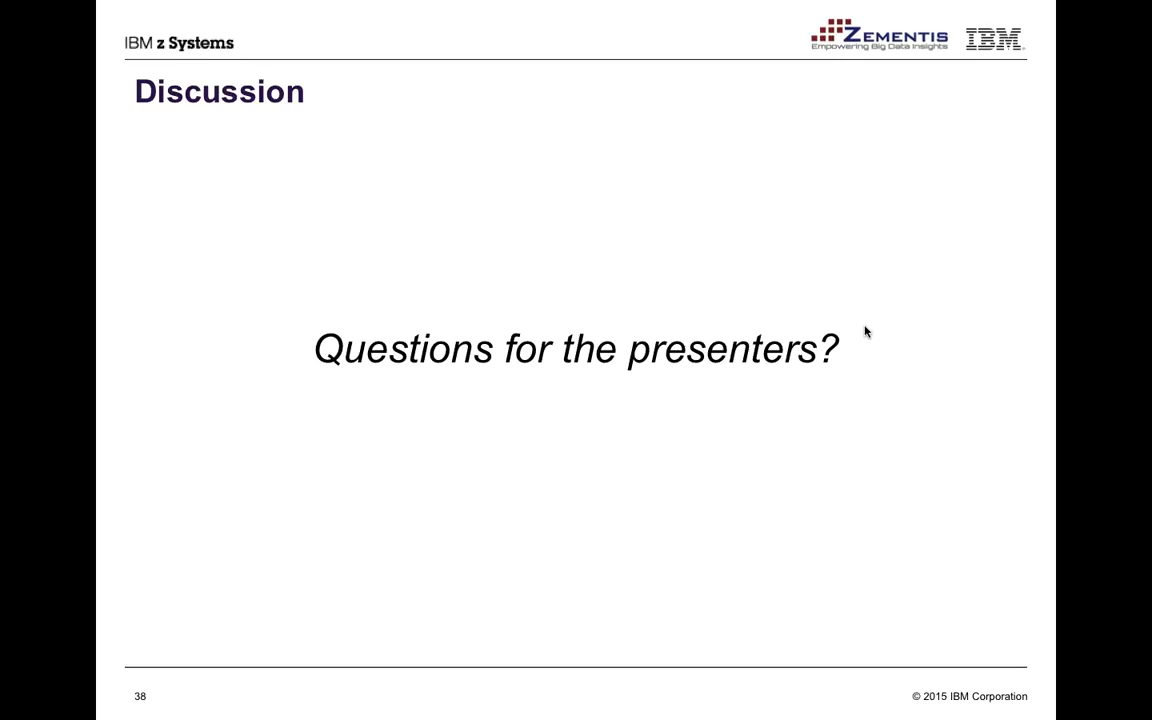 IBM z Systems
ZEMENTIS
Empowering Big Data Insights
IBM
Discussion
Questions for the presenters?
38
© 2015 IBM Corporation